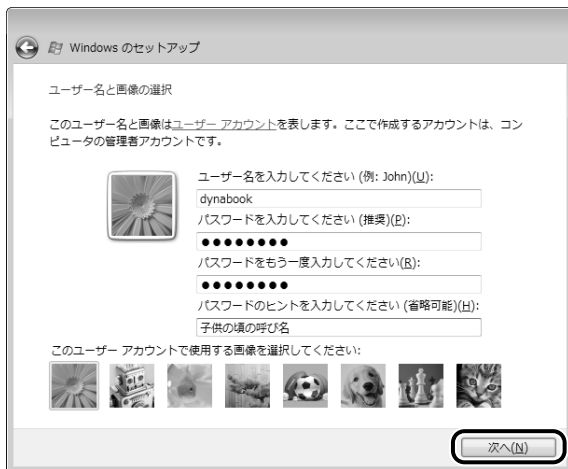 Windows のセットアップ
ユーザー名と画像の選択
このユーザー名と画像はユーザー アカウントを表します。ここで作成するアカウントは、コン
ピュータの管理者アカウントです。
ユーザー名を入力してください (例: John)(U):
dynabook
パスワードを入力してください (推奨)(P):
●●●●●●●●
パスワードをもう一度入力してください(R):
●●●●●●●●
パスワードのヒントを入力してください (省略可能)(H):
子供の頃の呼び名
このユーザー アカウントで使用する画像を選択してください:
次へ(N)